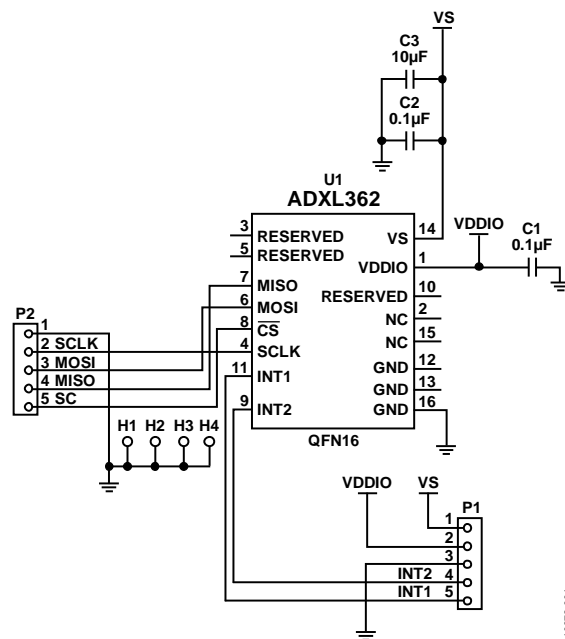 VS
C3
10µF
C2
0.1µF
U1
ADXL362
3 RESERVED
5 RESERVED
7 MISO
6 MOSI
8 CS
4 SCLK
11 INT1
9 INT2
VS 14
VDDIO 1
RESERVED 10
NC 2
NC 15
GND 12
GND 13
GND 16
QFN16
VDDIO
C1
0.1µF
P2
1
2 SCLK
3 MOSI
4 MISO
5 SC
H1 H2 H3 H4
VDDIO
VS
P1
1
2
3
INT2 4
INT1 5